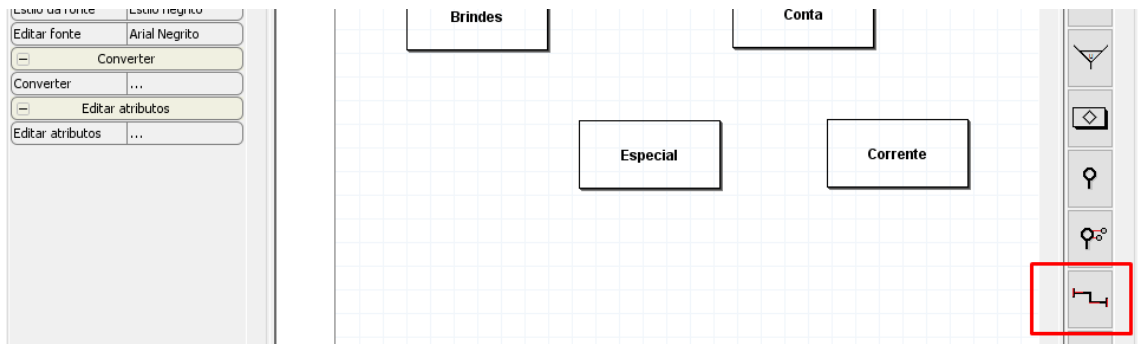 Estilo da fonte Estilo negrito
Editar fonte Arial Negrito
Converter
Converter ...
Editar atributos
Editar atributos ...
Brindes
Conta
Especial
Corrente